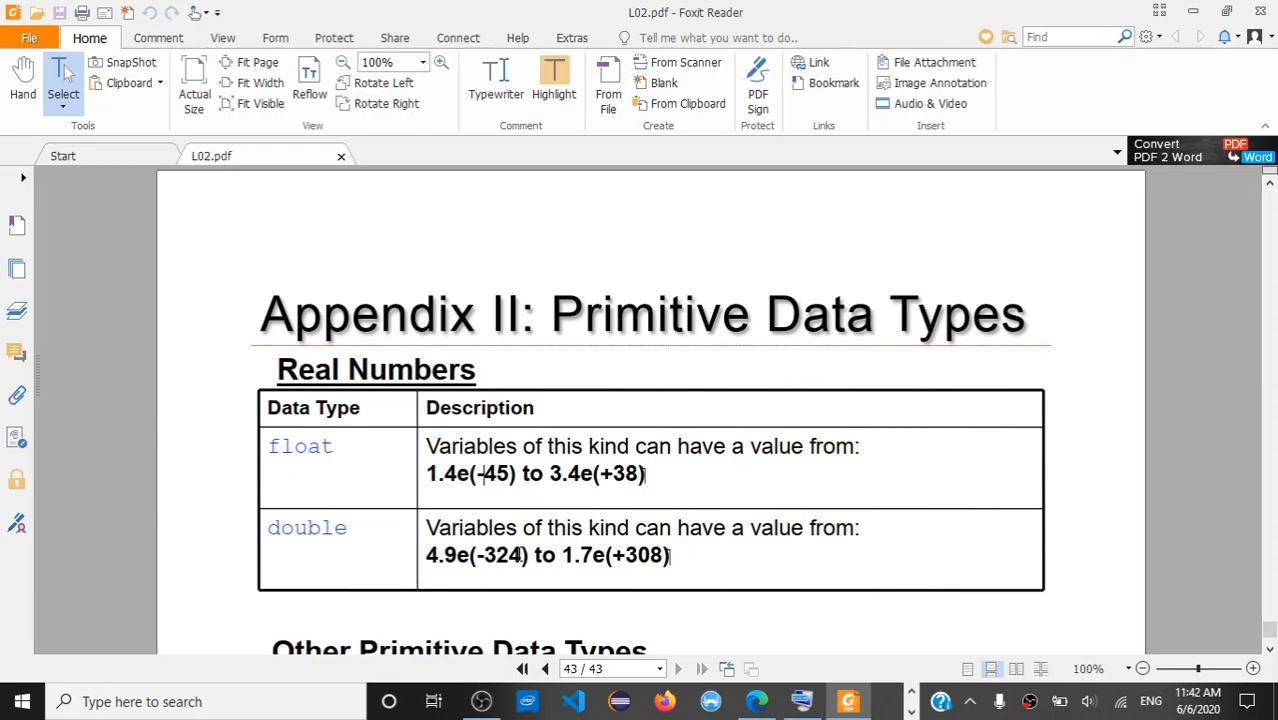 L02.pdf - Foxit Reader
File Home Comment View Form Protect Share Connect Help Extras Tell me what you want to do... Find
Hand
Select
SnapShot
Clipboard
Tools
Actual Size
Fit Page
Fit Width
Fit Visible
Reflow
100%
Rotate Left
Rotate Right
View
Typewriter
Highlight
Comment
From File
From Scanner
Blank
From Clipboard
Create
PDF Sign
Protect
Link
Bookmark
Links
File Attachment
Image Annotation
Audio & Video
Insert
Start
L02.pdf
Convert PDF
PDF 2 Word Word
Appendix II: Primitive Data Types
Real Numbers
Data Type Description
float Variables of this kind can have a value from:
1.4e(-45) to 3.4e(+38)
double Variables of this kind can have a value from:
4.9e(-324) to 1.7e(+308)
Other Primitive Data Types
43 / 43
100%
Type here to search
ENG
11:42 AM
6/6/2020